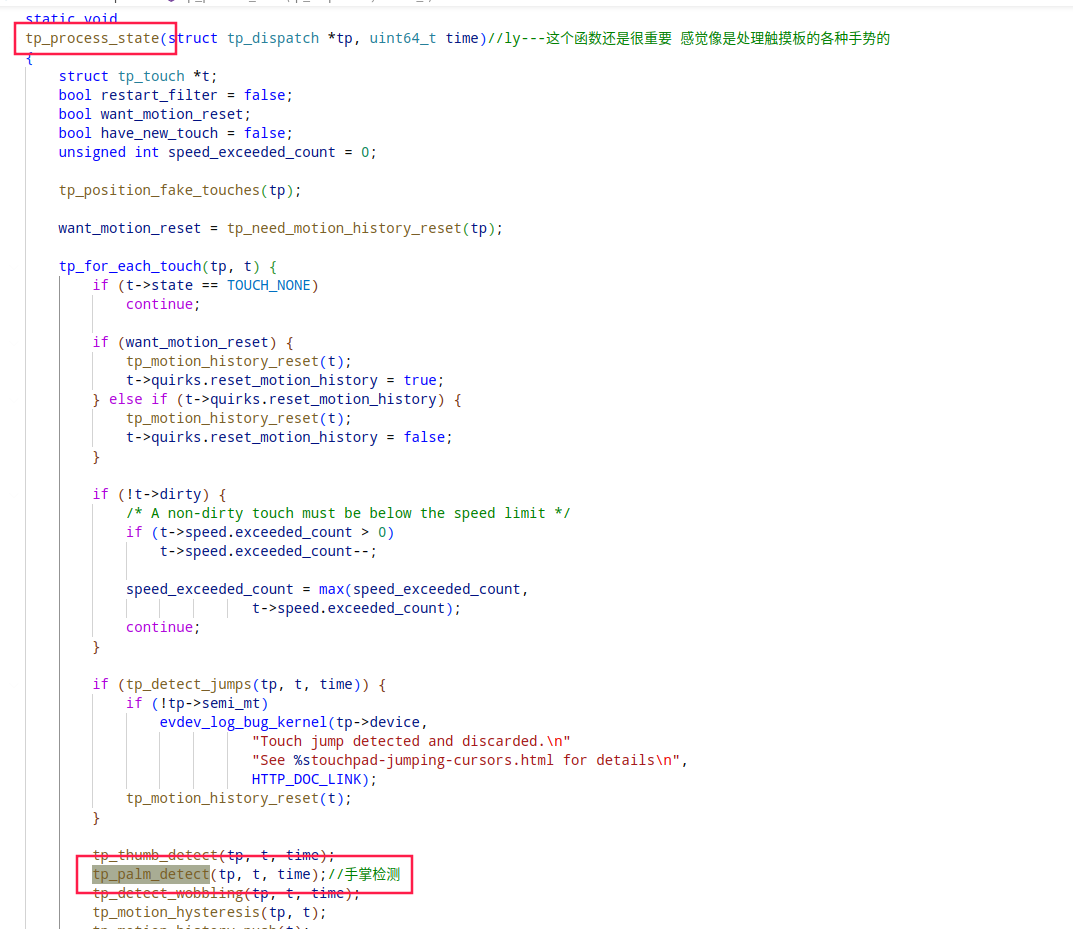 static void
tp_process_state(struct tp_dispatch *tp, uint64_t time)//ly---这个函数还是很重要 感觉像是处理触摸板的各种手势的
{
struct tp_touch *t;
bool restart_filter = false;
bool want_motion_reset;
bool have_new_touch = false;
unsigned int speed_exceeded_count = 0;
tp_position_fake_touches(tp);
want_motion_reset = tp_need_motion_history_reset(tp);
tp_for_each_touch(tp, t) {
if (t->state == TOUCH_NONE)
continue;
if (want_motion_reset) {
tp_motion_history_reset(t);
t->quirks.reset_motion_history = true;
} else if (t->quirks.reset_motion_history) {
tp_motion_history_reset(t);
t->quirks.reset_motion_history = false;
}
if (!t->dirty) {
/* A non-dirty touch must be below the speed limit */
if (t->speed.exceeded_count > 0)
t->speed.exceeded_count--;
speed_exceeded_count = max(speed_exceeded_count,
t->speed.exceeded_count);
continue;
}
if (tp_detect_jumps(tp, t, time)) {
if (!tp->semi_mt)
evdev_log_bug_kernel(tp->device,
"Touch jump detected and discarded.\n"
"See %stouchpad-jumping-cursors.html for details\n",
HTTP_DOC_LINK);
tp_motion_history_reset(t);
}
tp_thumb_detect(tp, t, time);
tp_palm_detect(tp, t, time);//手掌检测
tp_detect_wobbling(tp, t, time);
tp_motion_hysteresis(tp, t);